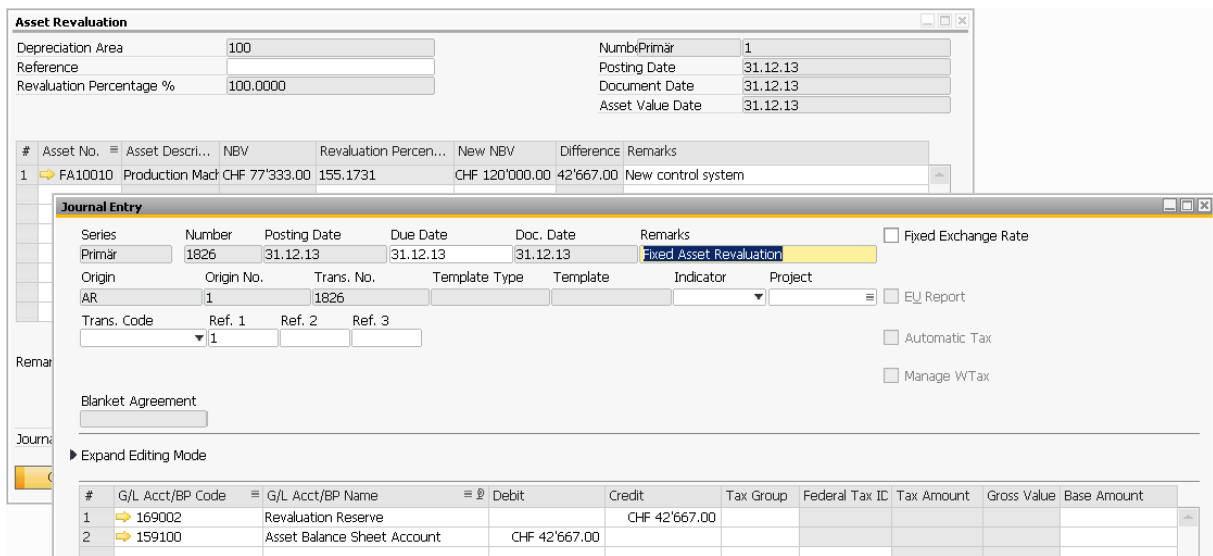 Asset Revaluation
Depreciation Area 100 Numbe Primär 1
Reference Posting Date 31.12.13
Revaluation Percentage % 100.0000 Document Date 31.12.13
Asset Value Date 31.12.13
# Asset No. Asset Descri... NBV Revaluation Percen... New NBV Difference Remarks
1 FA10010 Production Mach CHF 77'333.00 155.1731 CHF 120'000.00 42'667.00 New control system
Journal Entry
Series Number Posting Date Due Date Doc. Date Remarks Fixed Exchange Rate
Primär 1826 31.12.13 31.12.13 31.12.13 Fixed Asset Revaluation
Origin Origin No. Trans. No. Template Type Template Indicator Project
AR 1 1826 EU Report
Trans. Code Ref. 1 Ref. 2 Ref. 3
1 Automatic Tax
Remar
Manage WTax
Blanket Agreement
Journa
Expand Editing Mode
# G/L Acct/BP Code G/L Acct/BP Name Debit Credit Tax Group Federal Tax ID Tax Amount Gross Value Base Amount
1 169002 Revaluation Reserve CHF 42'667.00
2 159100 Asset Balance Sheet Account CHF 42'667.00